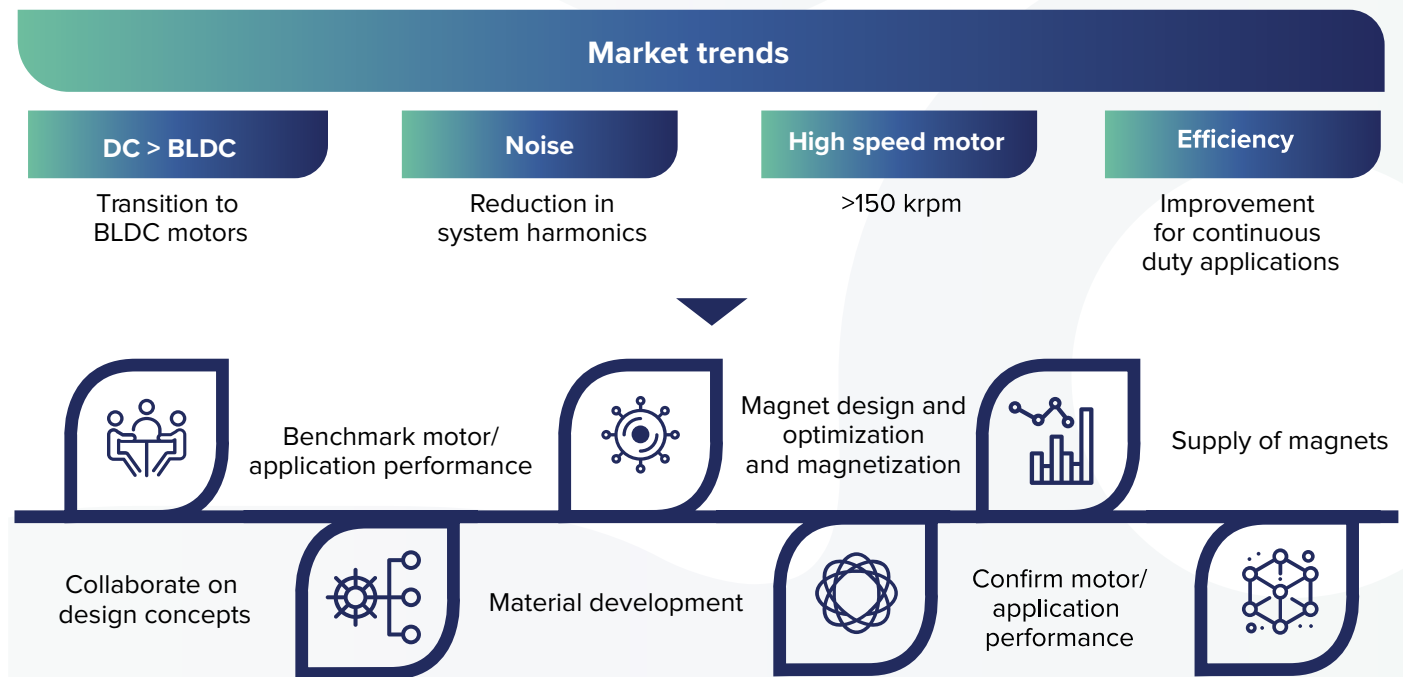 Market trends
DC > BLDC
Transition to
BLDC motors
Noise
Reduction in
system harmonics
High speed motor
>150 krpm
Efficiency
Improvement
for continuous
duty applications
Collaborate on
design concepts
Benchmark motor/
application performance
Material development
Magnet design and
optimization
and magnetization
Confirm motor/
application
performance
Supply of magnets